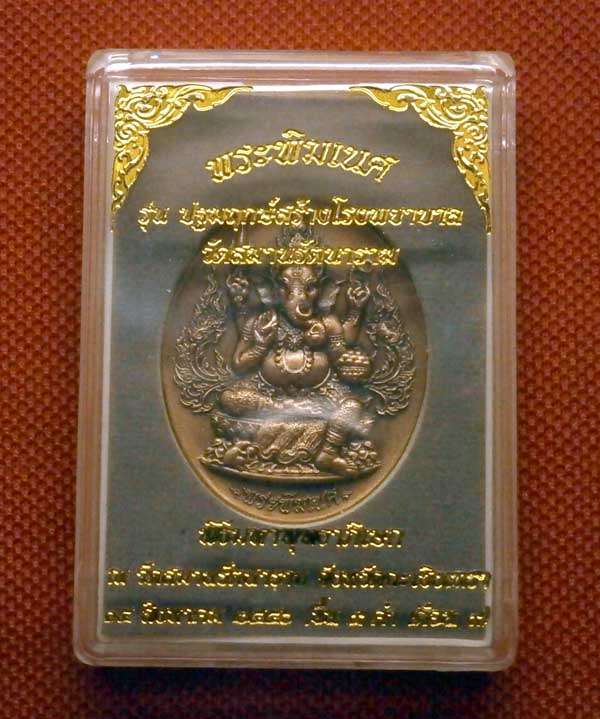 พระพิฆเนศ
รุ่น ปฐมฤกษ์สร้างโรงพยาบาล
วัดสมานรัตนาราม
พระพิฆเนศ
พิธีมหาพุทธาภิเษก
ณ วัดสมานรัตนาราม จังหวัดฉะเชิงเทรา
สิงหาคม ขึ้น ค่ำ เดือน